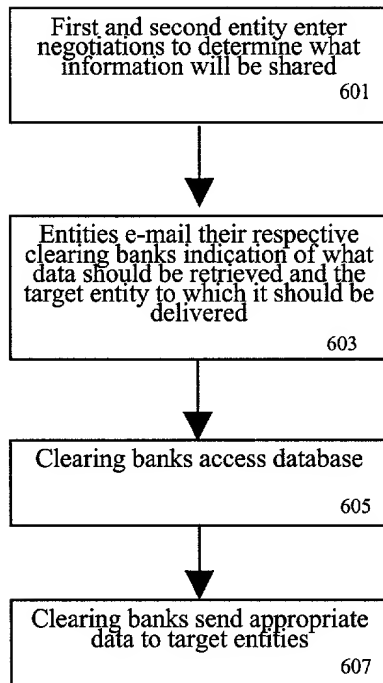 First and second entity enter
negotiations to determine what
information will be shared
601
Entities e-mail their respective
clearing banks indication of what
data should be retrieved and the
target entity to which it should be
delivered
603
Clearing banks access database
605
Clearing banks send appropriate
data to target entities
607